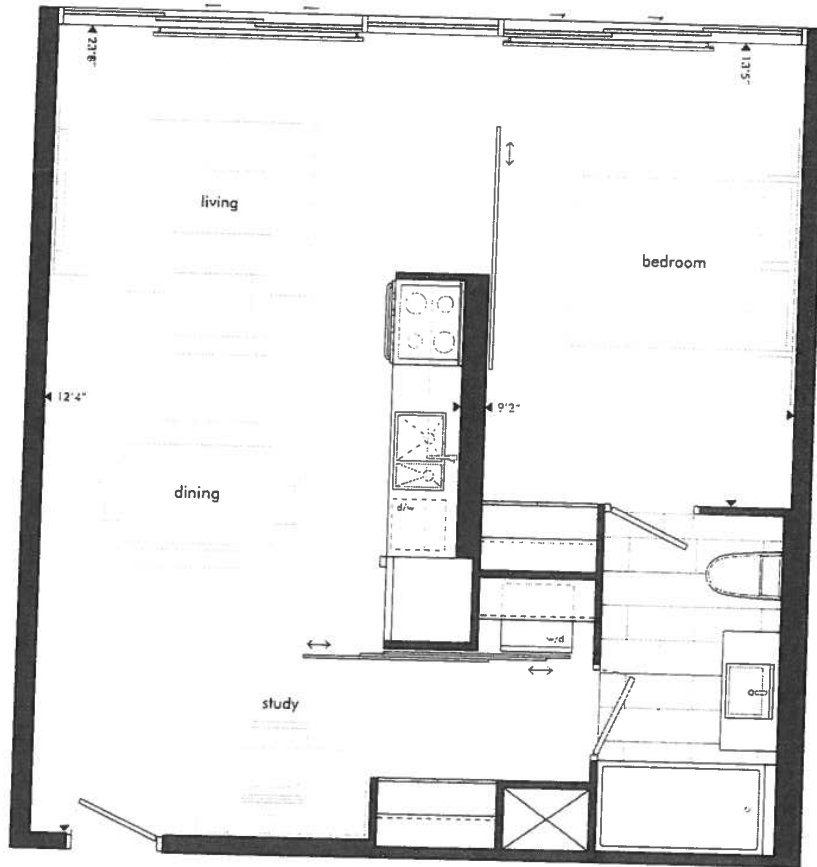 23'8"
13'5"
living
bedroom
12'4"
9'2"
dining
d/w
w/d
study